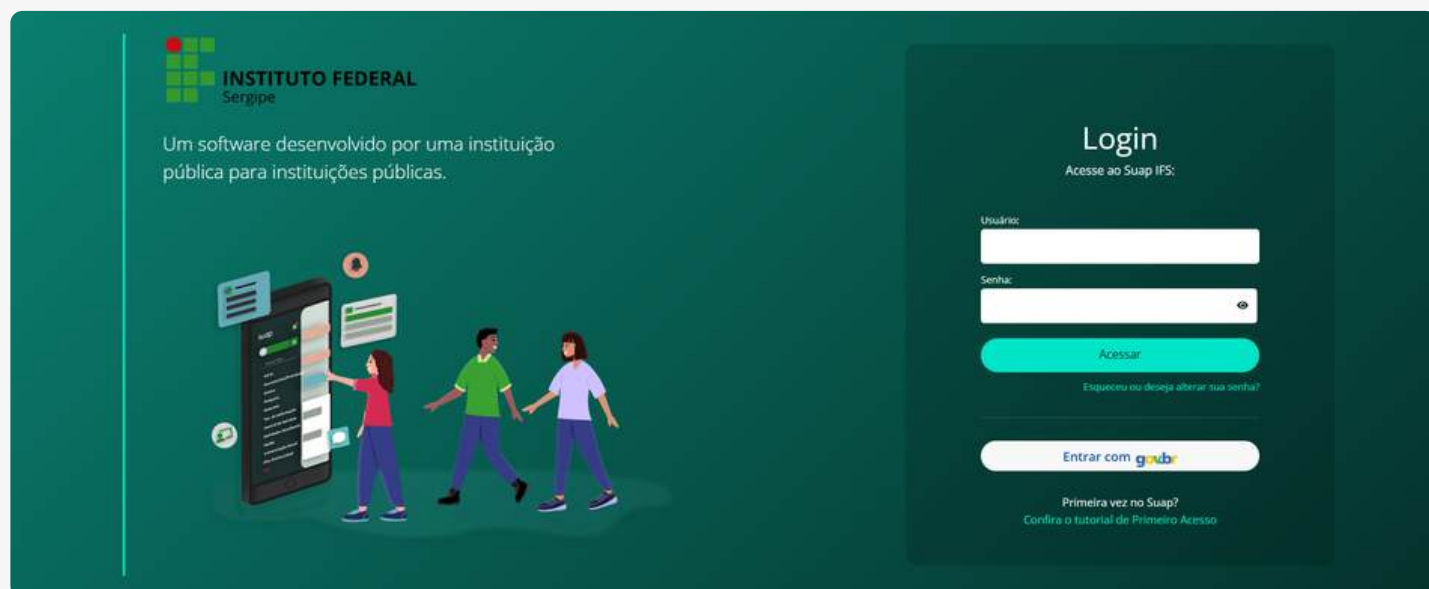 INSTITUTO FEDERAL
Sergipe
Um software desenvolvido por uma instituição
pública para instituições públicas.
suap
Login
Acesse ao Suap IFS:
Usuário:
Senha:
Acessar
Esqueceu ou deseja alterar sua senha?
Entrar com gov.br
Primeira vez no Suap?
Confira o tutorial de Primeiro Acesso